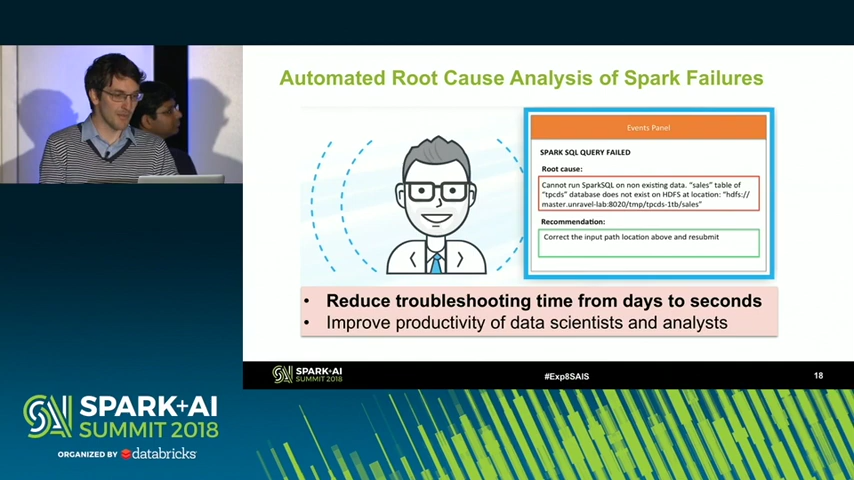 Automated Root Cause Analysis of Spark Failures
Events Panel
SPARK SQL QUERY FAILED
Root cause:
Cannot run SparkSQL on non existing data. "sales" table of
"tpcds" database does not exist on HDFS at location: "hdfs://
master.unravel-lab:8020/tmp/tpcds-1tb/sales"
Recommendation:
Correct the input path location above and resubmit
• Reduce troubleshooting time from days to seconds
• Improve productivity of data scientists and analysts
SPARK+AI
SUMMIT 2018
#Exp8SAIS
18
SPARK+AI
SUMMIT 2018
ORGANIZED BY databricks